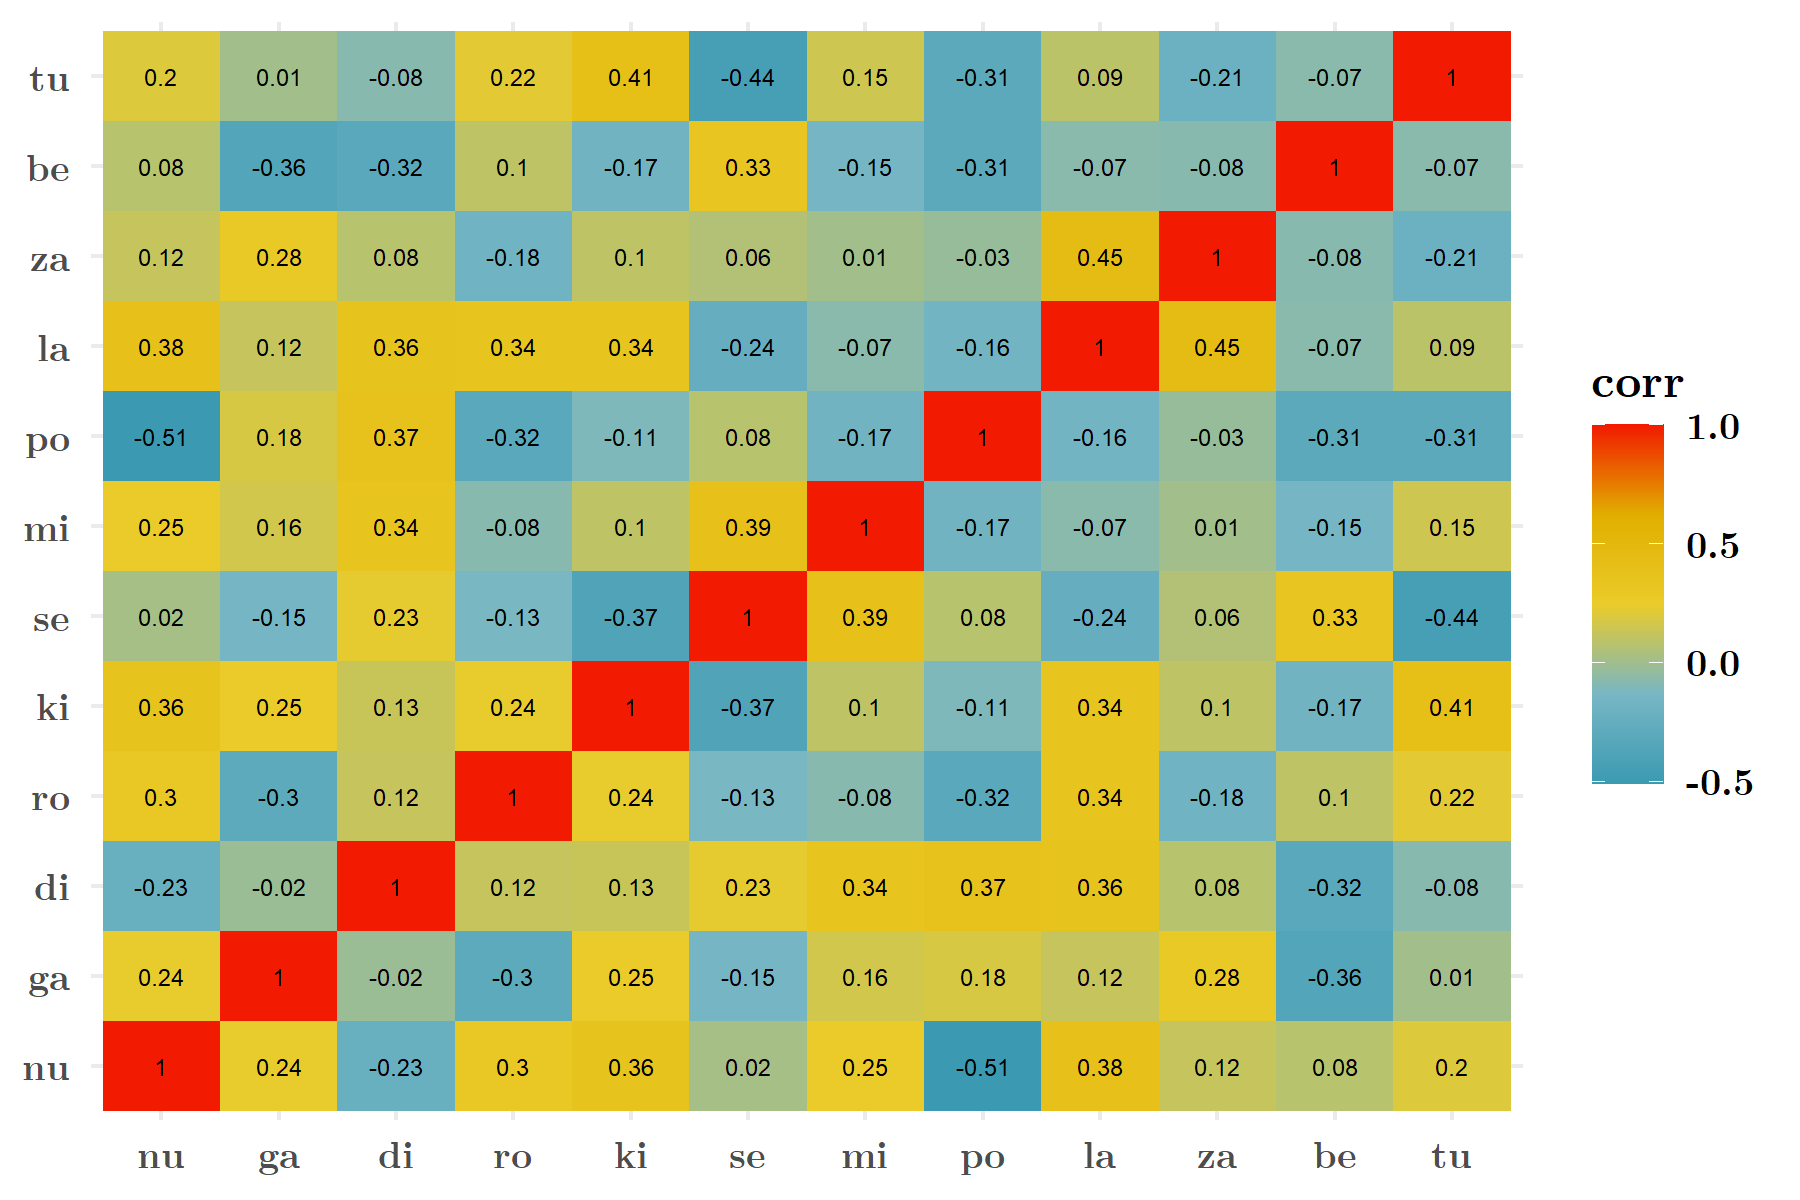 tu 0.2 0.01 -0.08 0.22 0.41 -0.44 0.15 -0.31 0.09 -0.21 -0.07 1
be 0.08 -0.36 -0.32 0.1 -0.17 0.33 -0.15 -0.31 -0.07 -0.08 1 -0.07
za 0.12 0.28 0.08 -0.18 0.1 0.06 0.01 -0.03 0.45 1 -0.08 -0.21
la 0.38 0.12 0.36 0.34 0.34 -0.24 -0.07 -0.16 1 0.45 -0.07 0.09
po -0.51 0.18 0.37 -0.32 -0.11 0.08 -0.17 1 -0.16 -0.03 -0.31 -0.31
mi 0.25 0.16 0.34 -0.08 0.1 0.39 1 -0.17 -0.07 0.01 -0.15 0.15
se 0.02 -0.15 0.23 -0.13 -0.37 1 0.39 0.08 -0.24 0.06 0.33 -0.44
ki 0.36 0.25 0.13 0.24 1 -0.37 0.1 -0.11 0.34 0.1 -0.17 0.41
ro 0.3 -0.3 0.12 1 0.24 -0.13 -0.08 -0.32 0.34 -0.18 0.1 0.22
di -0.23 -0.02 1 0.12 0.13 0.23 0.34 0.37 0.36 0.08 -0.32 -0.08
ga 0.24 1 -0.02 -0.3 0.25 -0.15 0.16 0.18 0.12 0.28 -0.36 0.01
nu 1 0.24 -0.23 0.3 0.36 0.02 0.25 -0.51 0.38 0.12 0.08 0.2
nu ga di ro ki se mi po la za be tu
corr
1.0
0.5
0.0
-0.5